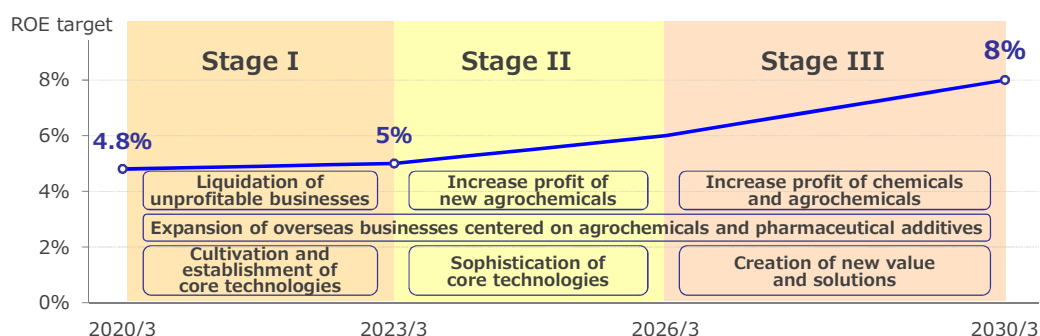 ROE target
Stage I
Stage II
Stage III
8%
8%
6%
4.8%
5%
4%
Liquidation of
unprofitable businesses
Increase profit of
new agrochemicals
Increase profit of chemicals
and agrochemicals
Expansion of overseas businesses centered on agrochemicals and pharmaceutical additives
2%
Cultivation and
establishment of
core technologies
Sophistication of
core technologies
Creation of new value
and solutions
0%
2020/3
2023/3
2026/3
2030/3